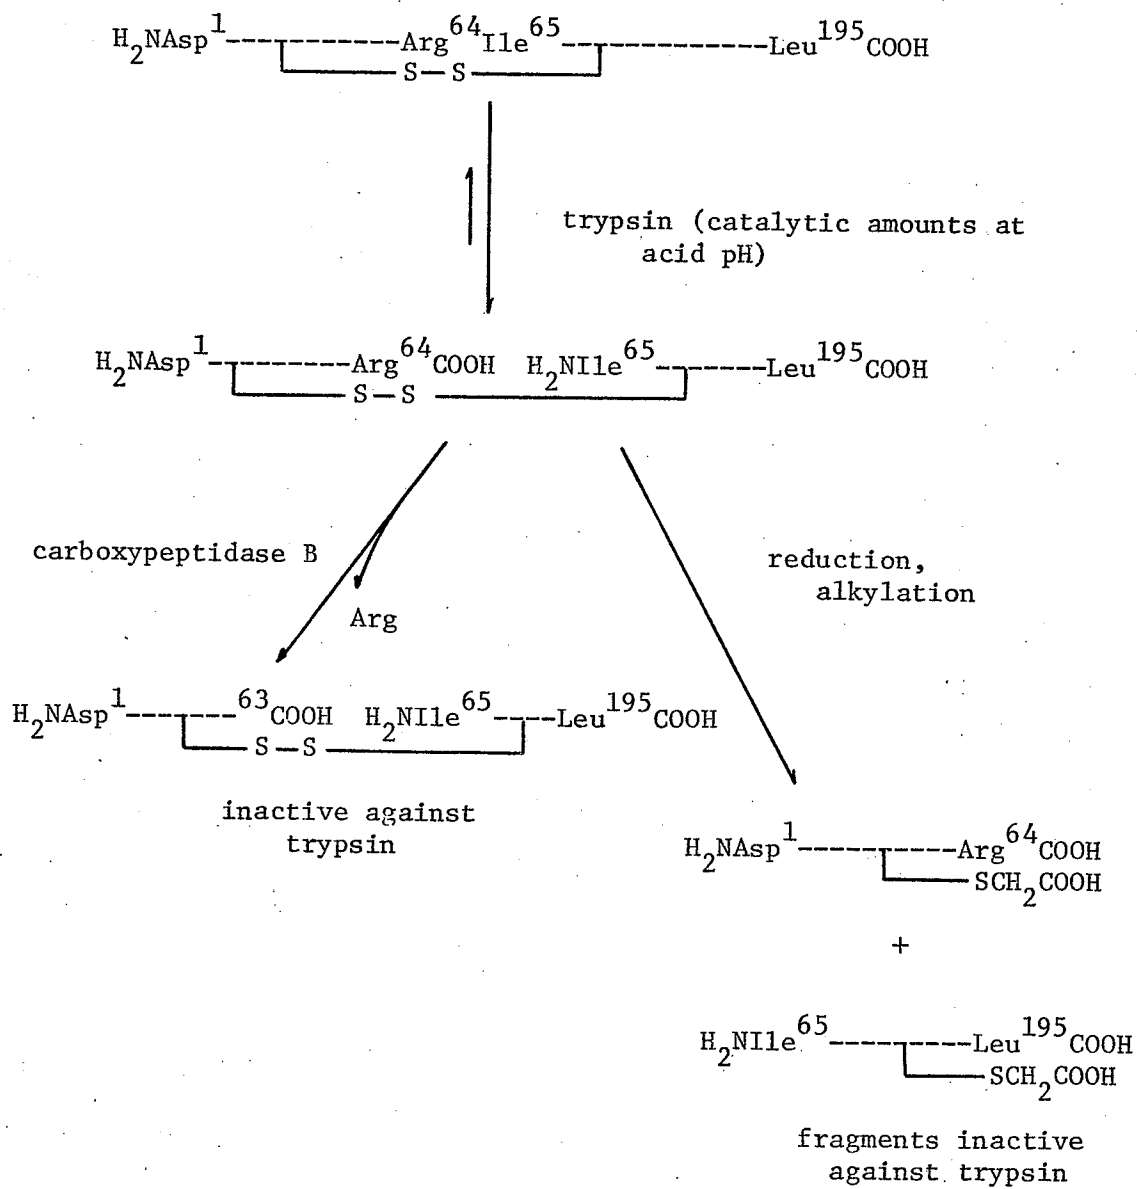 H₂NAsp¹------------Arg⁶⁴Ile⁶⁵--------------Leu¹⁹⁵COOH
S—S
trypsin (catalytic amounts at
acid pH)
H₂NAsp¹---------Arg⁶⁴COOH H₂NIle⁶⁵-------Leu¹⁹⁵COOH
S—S
carboxypeptidase B
Arg
reduction,
alkylation
H₂NAsp¹-------⁶³COOH H₂NIle⁶⁵----Leu¹⁹⁵COOH
S—S
inactive against
trypsin
H₂NAsp¹----------Arg⁶⁴COOH
SCH₂COOH
+
H₂NIle⁶⁵---------Leu¹⁹⁵COOH
SCH₂COOH
fragments inactive
against trypsin